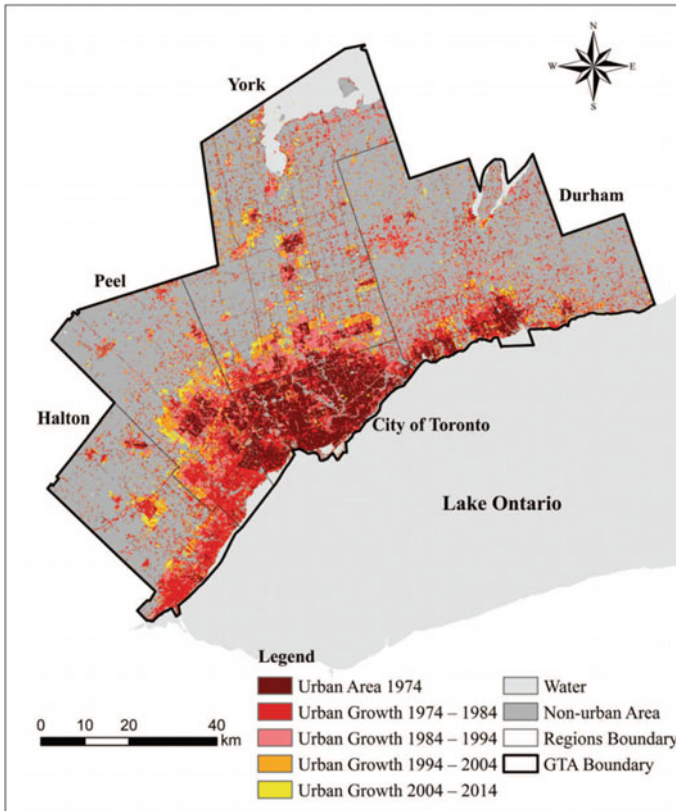 N
W E
S
York
Durham
Peel
Halton
City of Toronto
Lake Ontario
Legend
Urban Area 1974
Urban Growth 1974 – 1984
Urban Growth 1984 – 1994
Urban Growth 1994 – 2004
Urban Growth 2004 – 2014
Water
Non-urban Area
Regions Boundary
GTA Boundary
0 10 20 40
km